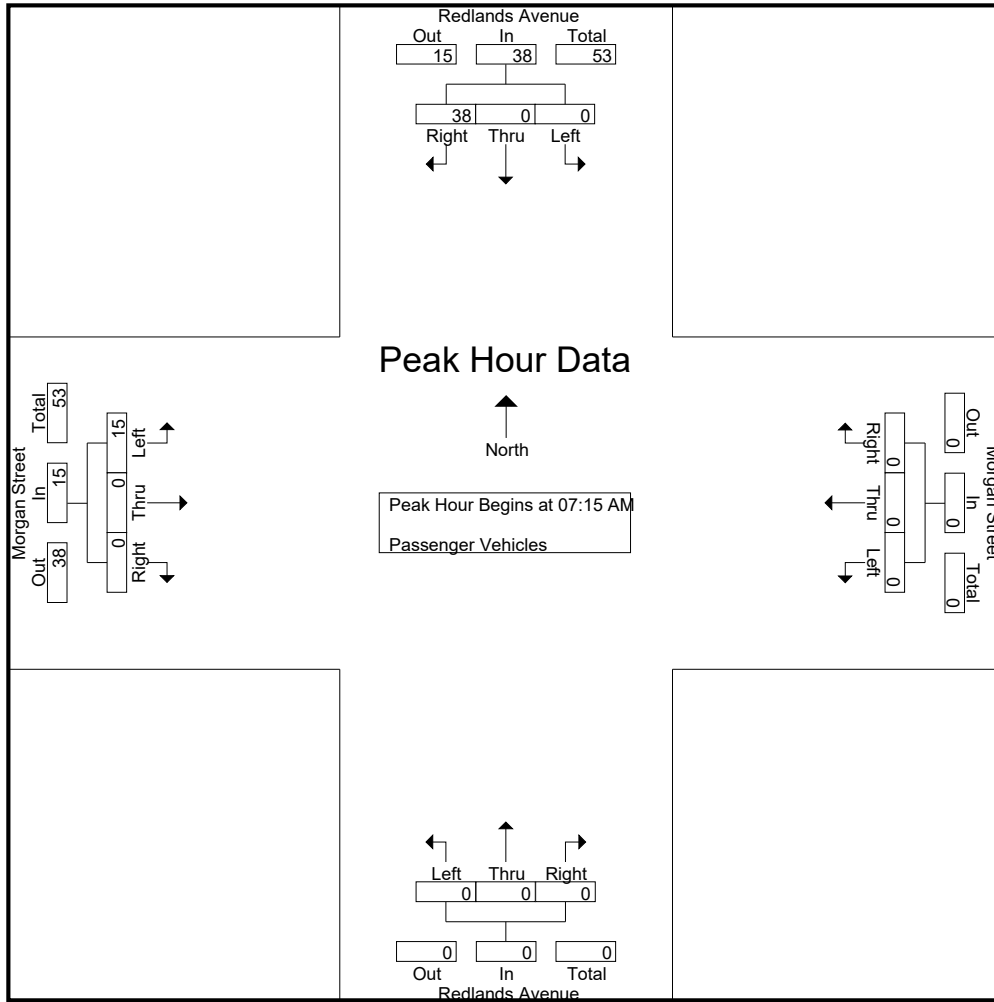 Redlands Avenue
Out In Total
15 38 53
38 0 0
Right Thru Left
Peak Hour Data
North
Peak Hour Begins at 07:15 AM
Passenger Vehicles
Morgan Street
Total In Out
53 15 38
15 0 0
Left Thru Right
Morgan Street
Out In Total
0 0 0
0 0 0
Right Thru Left
Left Thru Right
0 0 0
0 0 0
Out In Total
Redlands Avenue